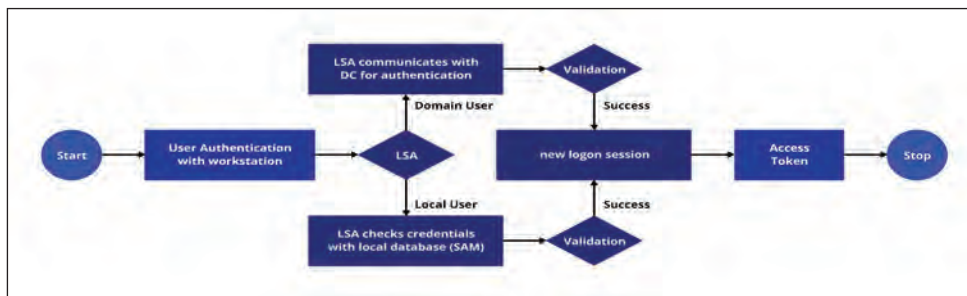 LSA communicates with
DC for authentication
Validation
Domain User
Success
Start
User Authentication
with workstation
LSA
new logon session
Access
Token
Stop
Local User
Success
LSA checks credentials
with local database (SAM)
Validation